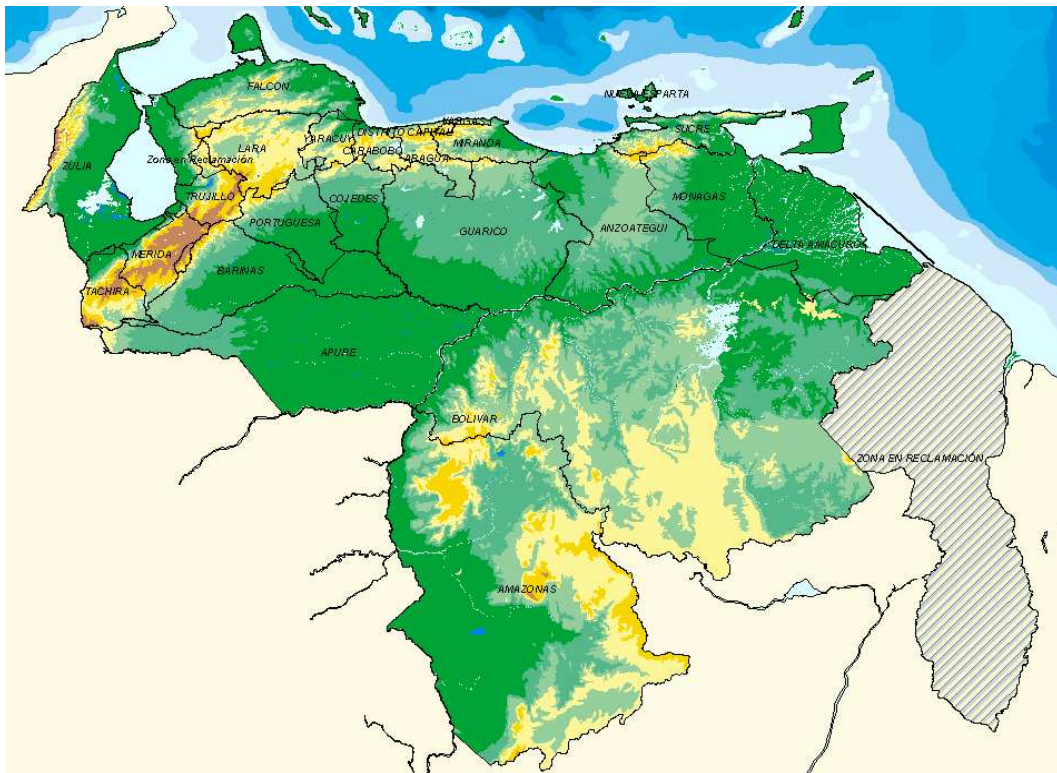 NUEVA ESPARTA
FALCON
VARGAS
DISTRITO CAPITAL
SUCRE
YARACUY
CARABOBO
MIRANDA
LARA
ARAGUA
Zona en Reclamación
ZULIA
TRUJILLO
COJEDES
MONAGAS
PORTUGUESA
GUARICO
ANZOATEGUI
DELTA AMACURO
MERIDA
BARINAS
TACHIRA
APURE
BOLIVAR
ZONA EN RECLAMACIÓN
AMAZONAS